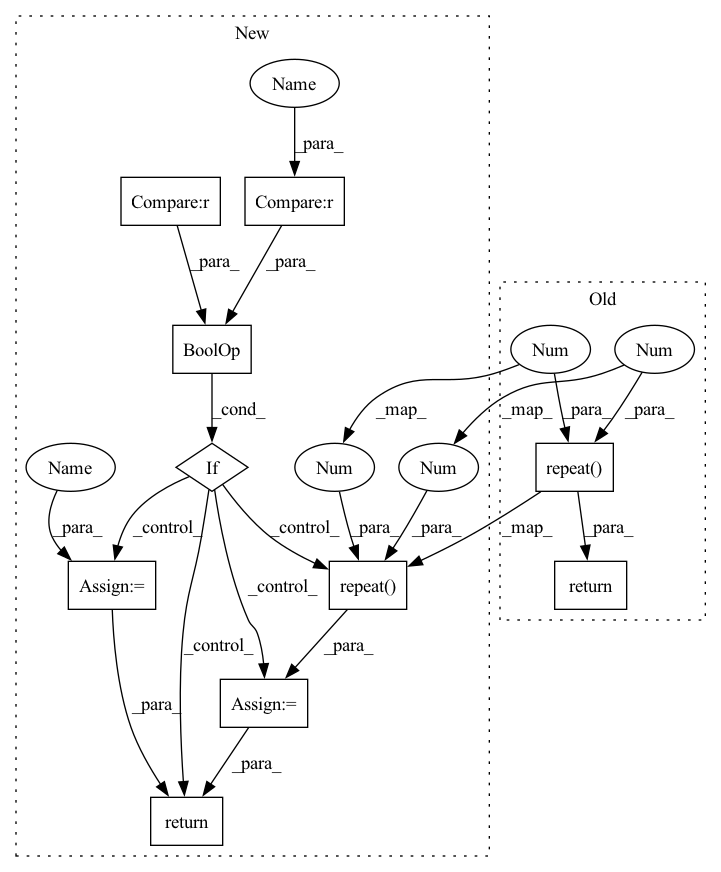 New
Name
_para_
Compare:r
Compare:r
_para_
_para_
Old
BoolOp
Num
Num
_cond_
_map_
_map_
_para_
_para_
Name
If
Num
Num
repeat()
_para_
_control_
_control_
_para_
_para_
_map_
_para_
Assign:=
repeat()
return
_control_
_control_
_para_
_para_
Assign:=
_para_
return